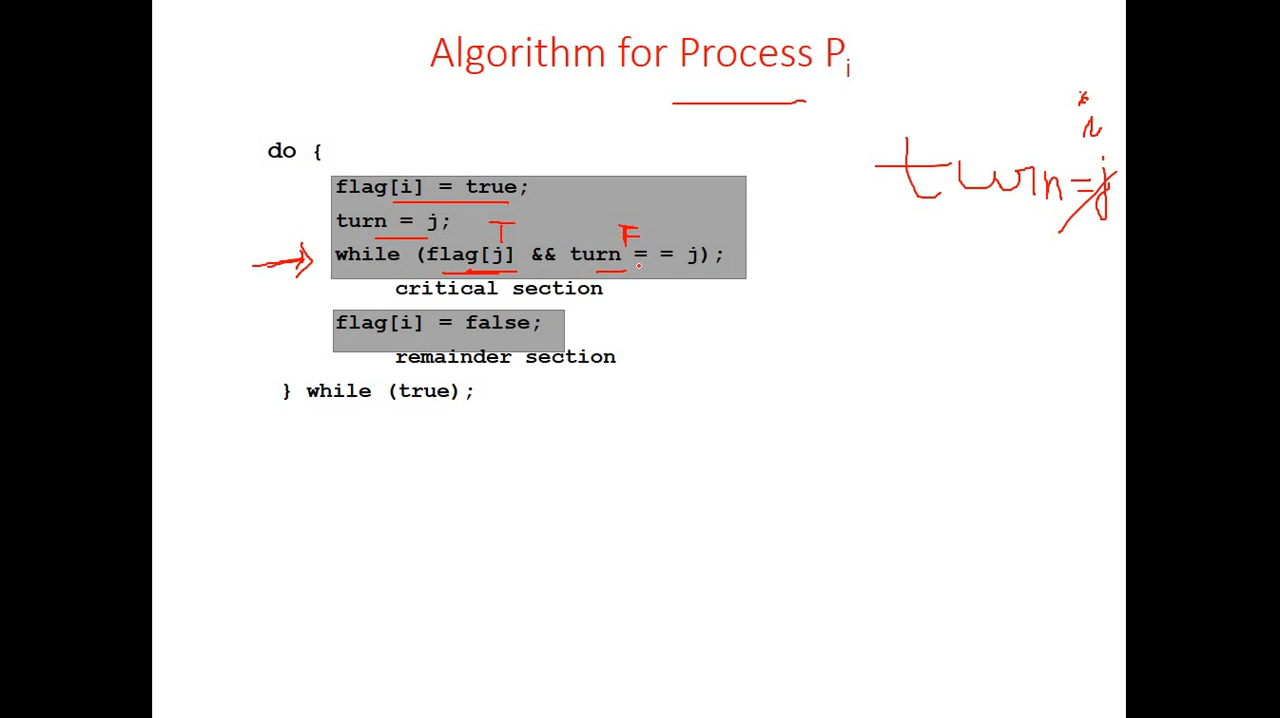 Algorithm for Process Pi
i
i
turn = j
do {
flag[i] = true;
turn = j;
T F
while (flag[j] && turn = = j);
critical section
flag[i] = false;
remainder section
} while (true);